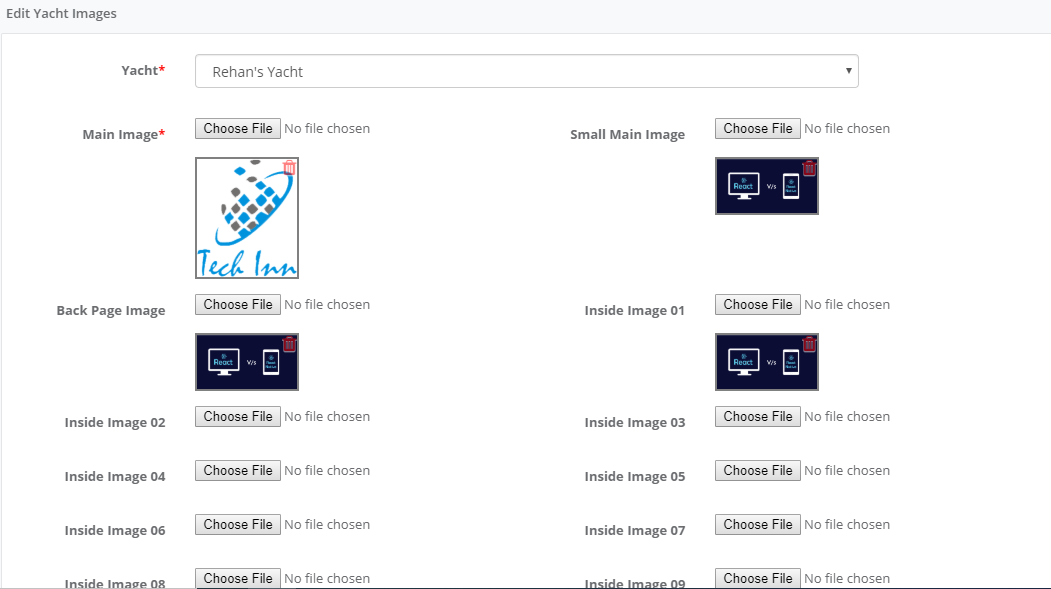 Edit Yacht Images
Yacht*
Rehan's Yacht
Main Image* Choose File No file chosen Small Main Image Choose File No file chosen
Tech Inn
React V/s React Native
Back Page Image Choose File No file chosen Inside Image 01 Choose File No file chosen
React V/s React Native
React V/s React Native
Inside Image 02 Choose File No file chosen Inside Image 03 Choose File No file chosen
Inside Image 04 Choose File No file chosen Inside Image 05 Choose File No file chosen
Inside Image 06 Choose File No file chosen Inside Image 07 Choose File No file chosen
Inside Image 08 Choose File No file chosen Inside Image 09 Choose File No file chosen